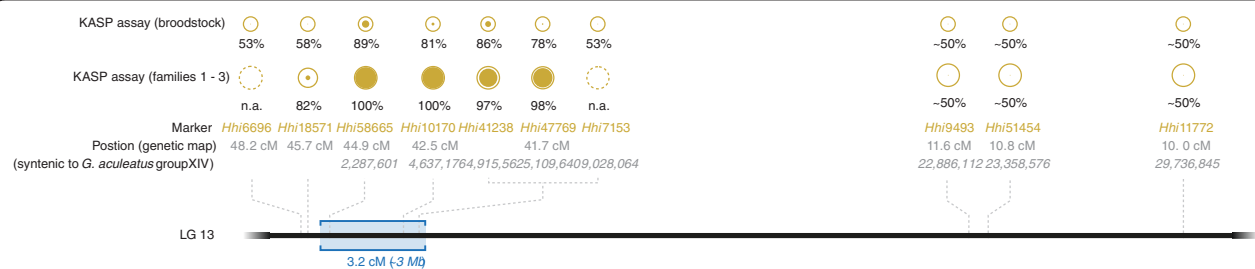 KASP assay (broodstock)
53% 58% 89% 81% 86% 78% 53% ~50% ~50% ~50%
KASP assay (families 1 - 3)
n.a. 82% 100% 100% 97% 98% n.a. ~50% ~50% ~50%
Marker Hhi6696 Hhi18571 Hhi58665 Hhi10170 Hhi41238 Hhi47769 Hhi7153 Hhi9493 Hhi51454 Hhi11772
Postion (genetic map) 48.2 cM 45.7 cM 44.9 cM 42.5 cM 41.7 cM 11.6 cM 10.8 cM 10. 0 cM
(syntenic to G. aculeatus groupXIV) 2,287,601 4,637,1764,915,5625,109,6409,028,064 22,886,112 23,358,576 29,736,845
LG 13
3.2 cM (-3 Mb)